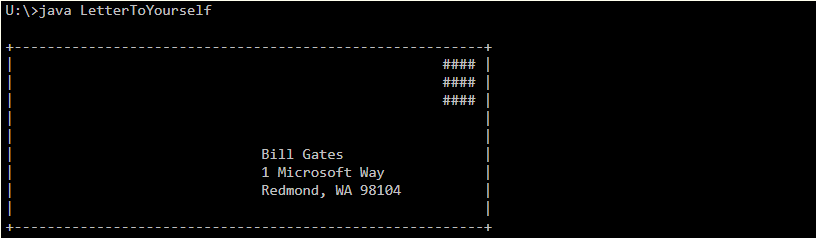 U:\>java LetterToYourself
+---------------------------------------------------------+
|                                                    #### |
|                                                    #### |
|                                                    #### |
|                                                         |
|                                                         |
|                              Bill Gates                 |
|                              1 Microsoft Way            |
|                              Redmond, WA 98104          |
|                                                         |
+---------------------------------------------------------+